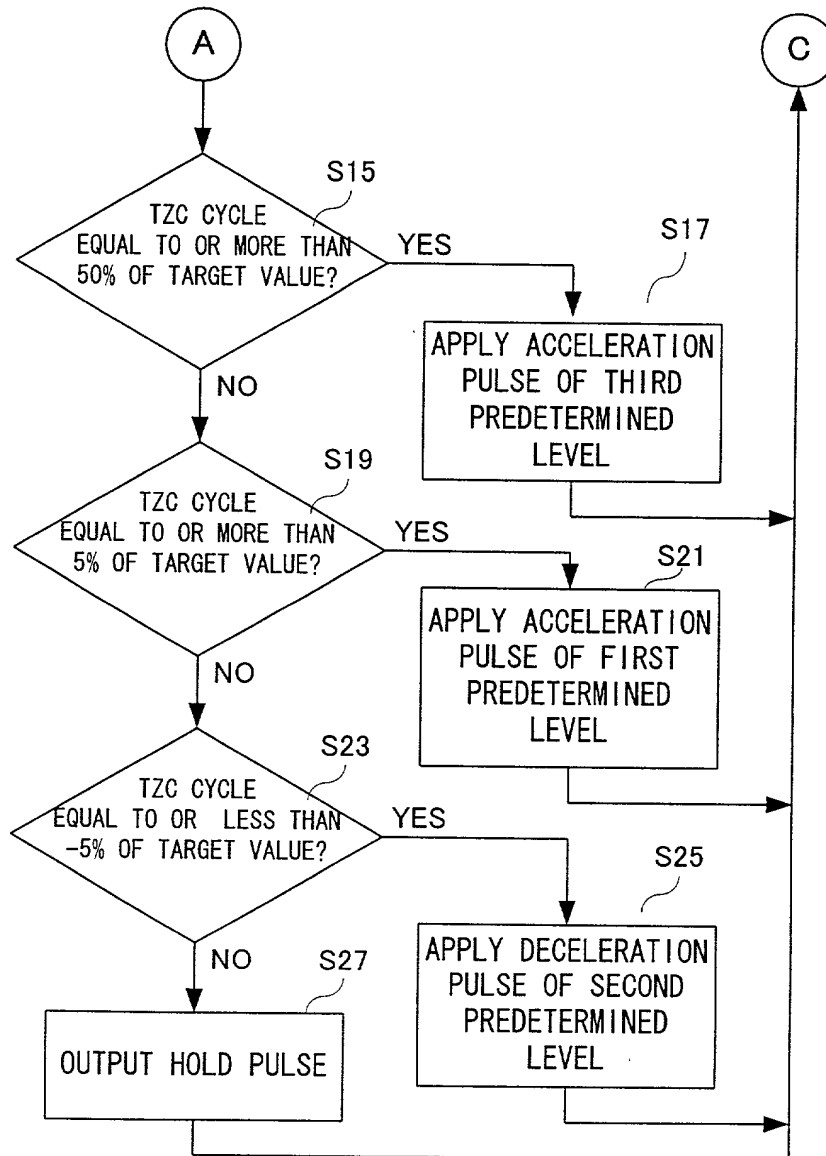 A
C
S15
TZC CYCLE
EQUAL TO OR MORE THAN
50% OF TARGET VALUE?
YES
S17
APPLY ACCELERATION
PULSE OF THIRD
PREDETERMINED
LEVEL
NO
S19
TZC CYCLE
EQUAL TO OR MORE THAN
5% OF TARGET VALUE?
YES
S21
APPLY ACCELERATION
PULSE OF FIRST
PREDETERMINED
LEVEL
NO
S23
TZC CYCLE
EQUAL TO OR LESS THAN
-5% OF TARGET VALUE?
YES
S25
APPLY DECELERATION
PULSE OF SECOND
PREDETERMINED
LEVEL
NO
S27
OUTPUT HOLD PULSE